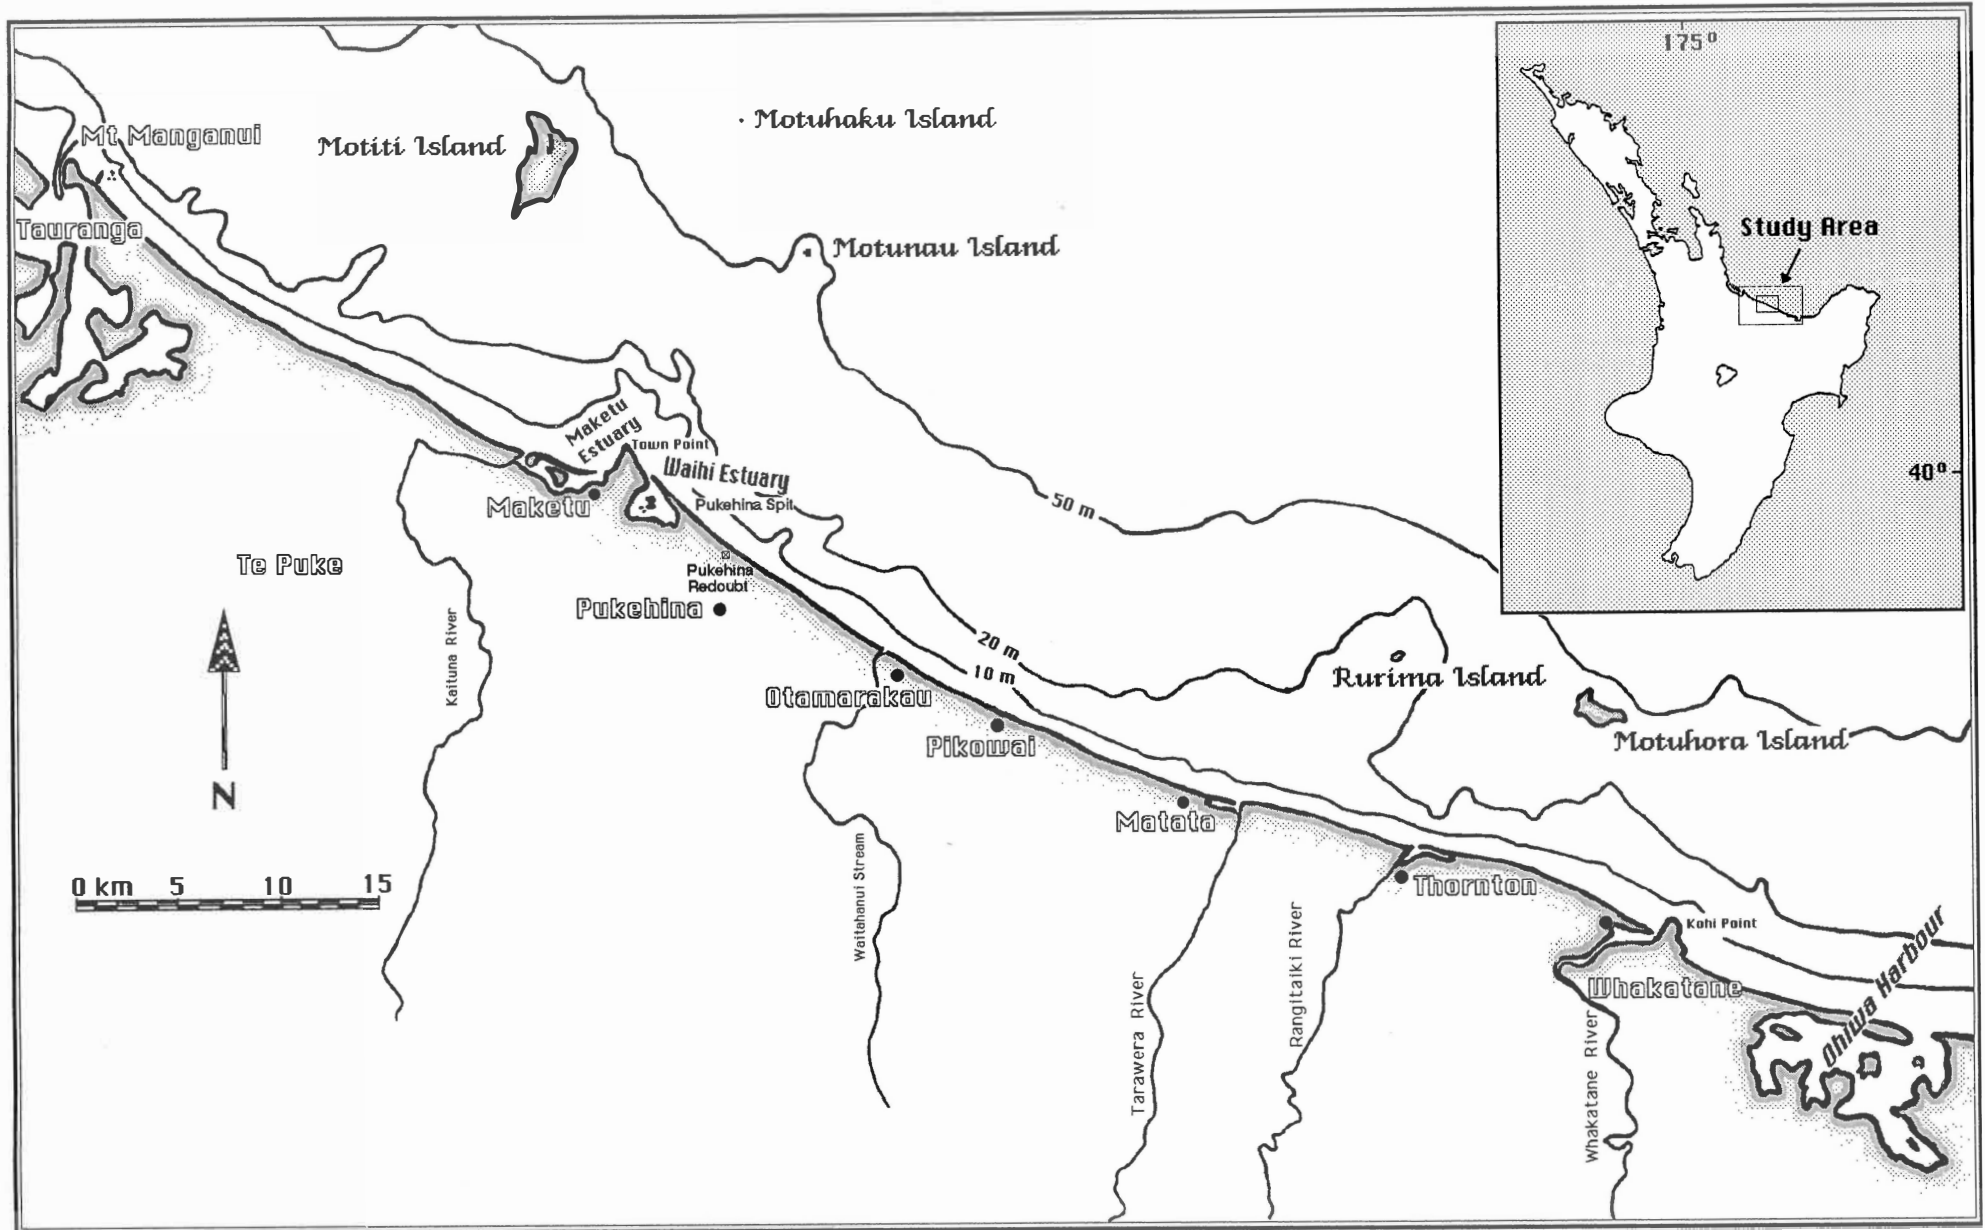 175⁰
Mt Manganui
Motiti Island
Motuhaku Island
Tauranga
Motunau Island
Study Area
Maketu
Estuary
Town Point
Waihi Estuary
Pukehina Spit
40⁰
50 m
Maketu
Te Puke
Pukehina
Redoubt
Pukehina
Kaituna River
20 m
10 m
Rurima Island
Otamarakau
Pikowai
Motuhora Island
N
Matata
0 km 5 10 15
Waitahanui Stream
Thornton
Kohi Point
Whakatane
Ohiwa Harbour
Tarawera River
Rangitaiki River
Whakatane River